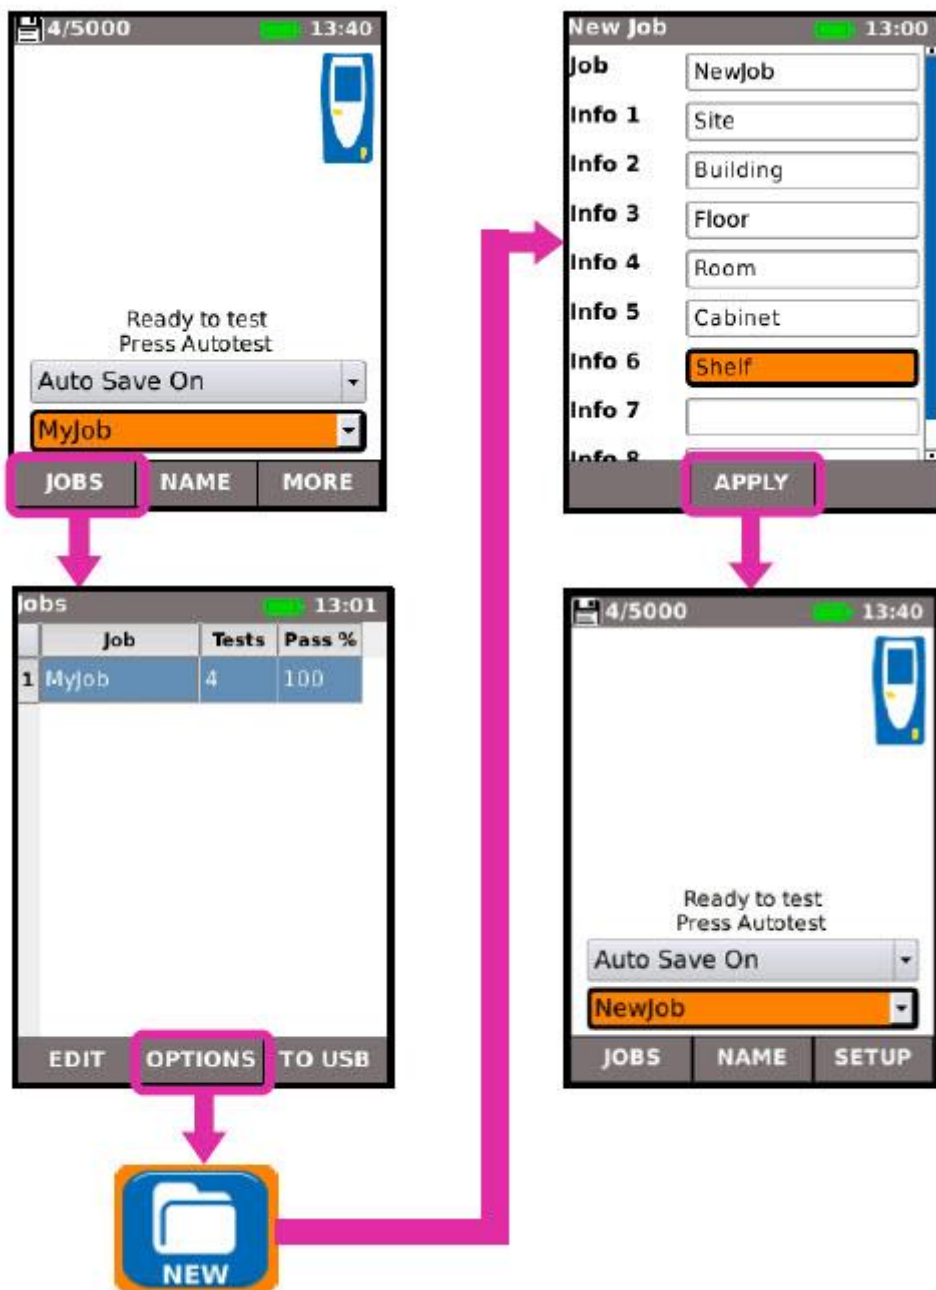 4/5000 13:40
Ready to test
Press Autotest
Auto Save On
MyJob
JOBS NAME MORE
Jobs 13:01
Job Tests Pass %
1 MyJob 4 100
EDIT OPTIONS TO USB
NEW
New Job 13:00
Job NewJob
Info 1 Site
Info 2 Building
Info 3 Floor
Info 4 Room
Info 5 Cabinet
Info 6 Shelf
Info 7
Info 8
APPLY
4/5000 13:40
Ready to test
Press Autotest
Auto Save On
NewJob
JOBS NAME SETUP